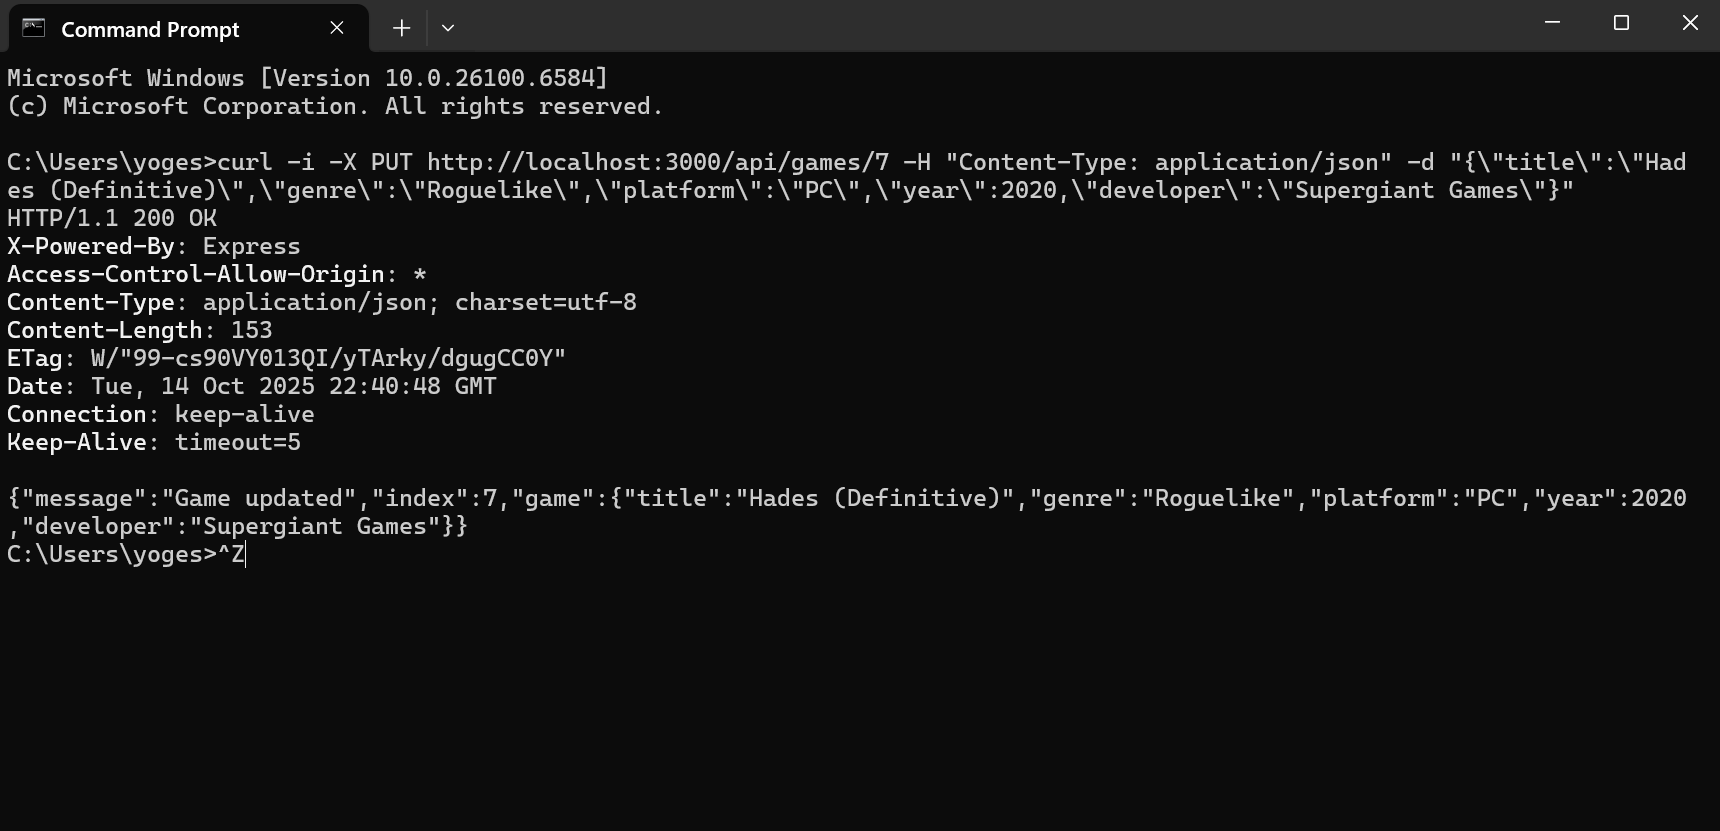 Command Prompt
Microsoft Windows [Version 10.0.26100.6584]
(c) Microsoft Corporation. All rights reserved.
C:\Users\yoges>curl -i -X PUT http://localhost:3000/api/games/7 -H "Content-Type: application/json" -d "{\"title\":\"Had
es (Definitive)\",\"genre\":\"Roguelike\",\"platform\":\"PC\",\"year\":2020,\"developer\":\"Supergiant Games\"}"
HTTP/1.1 200 OK
X-Powered-By: Express
Access-Control-Allow-Origin: *
Content-Type: application/json; charset=utf-8
Content-Length: 153
ETag: W/"99-cs90VY013QI/yTArky/dgugCC0Y"
Date: Tue, 14 Oct 2025 22:40:48 GMT
Connection: keep-alive
Keep-Alive: timeout=5
{"message":"Game updated","index":7,"game":{"title":"Hades (Definitive)","genre":"Roguelike","platform":"PC","year":2020
,"developer":"Supergiant Games"}}
C:\Users\yoges>^Z